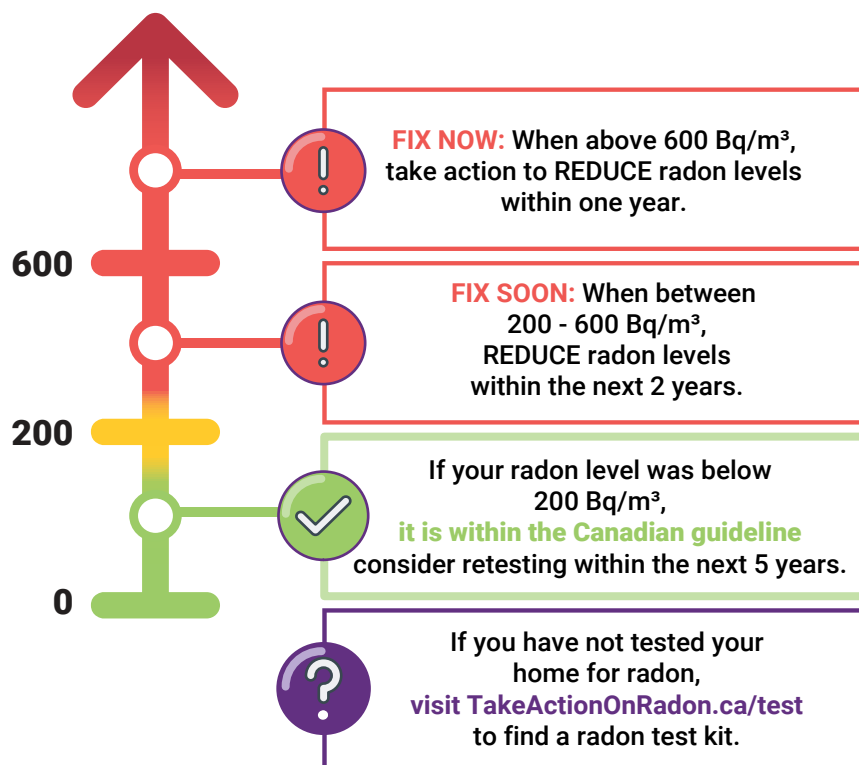 FIX NOW: When above 600 Bq/m³,
take action to REDUCE radon levels
within one year.
600
FIX SOON: When between
200 - 600 Bq/m³,
REDUCE radon levels
within the next 2 years.
200
If your radon level was below
200 Bq/m³,
it is within the Canadian guideline
consider retesting within the next 5 years.
0
If you have not tested your
home for radon,
visit TakeActionOnRadon.ca/test
to find a radon test kit.